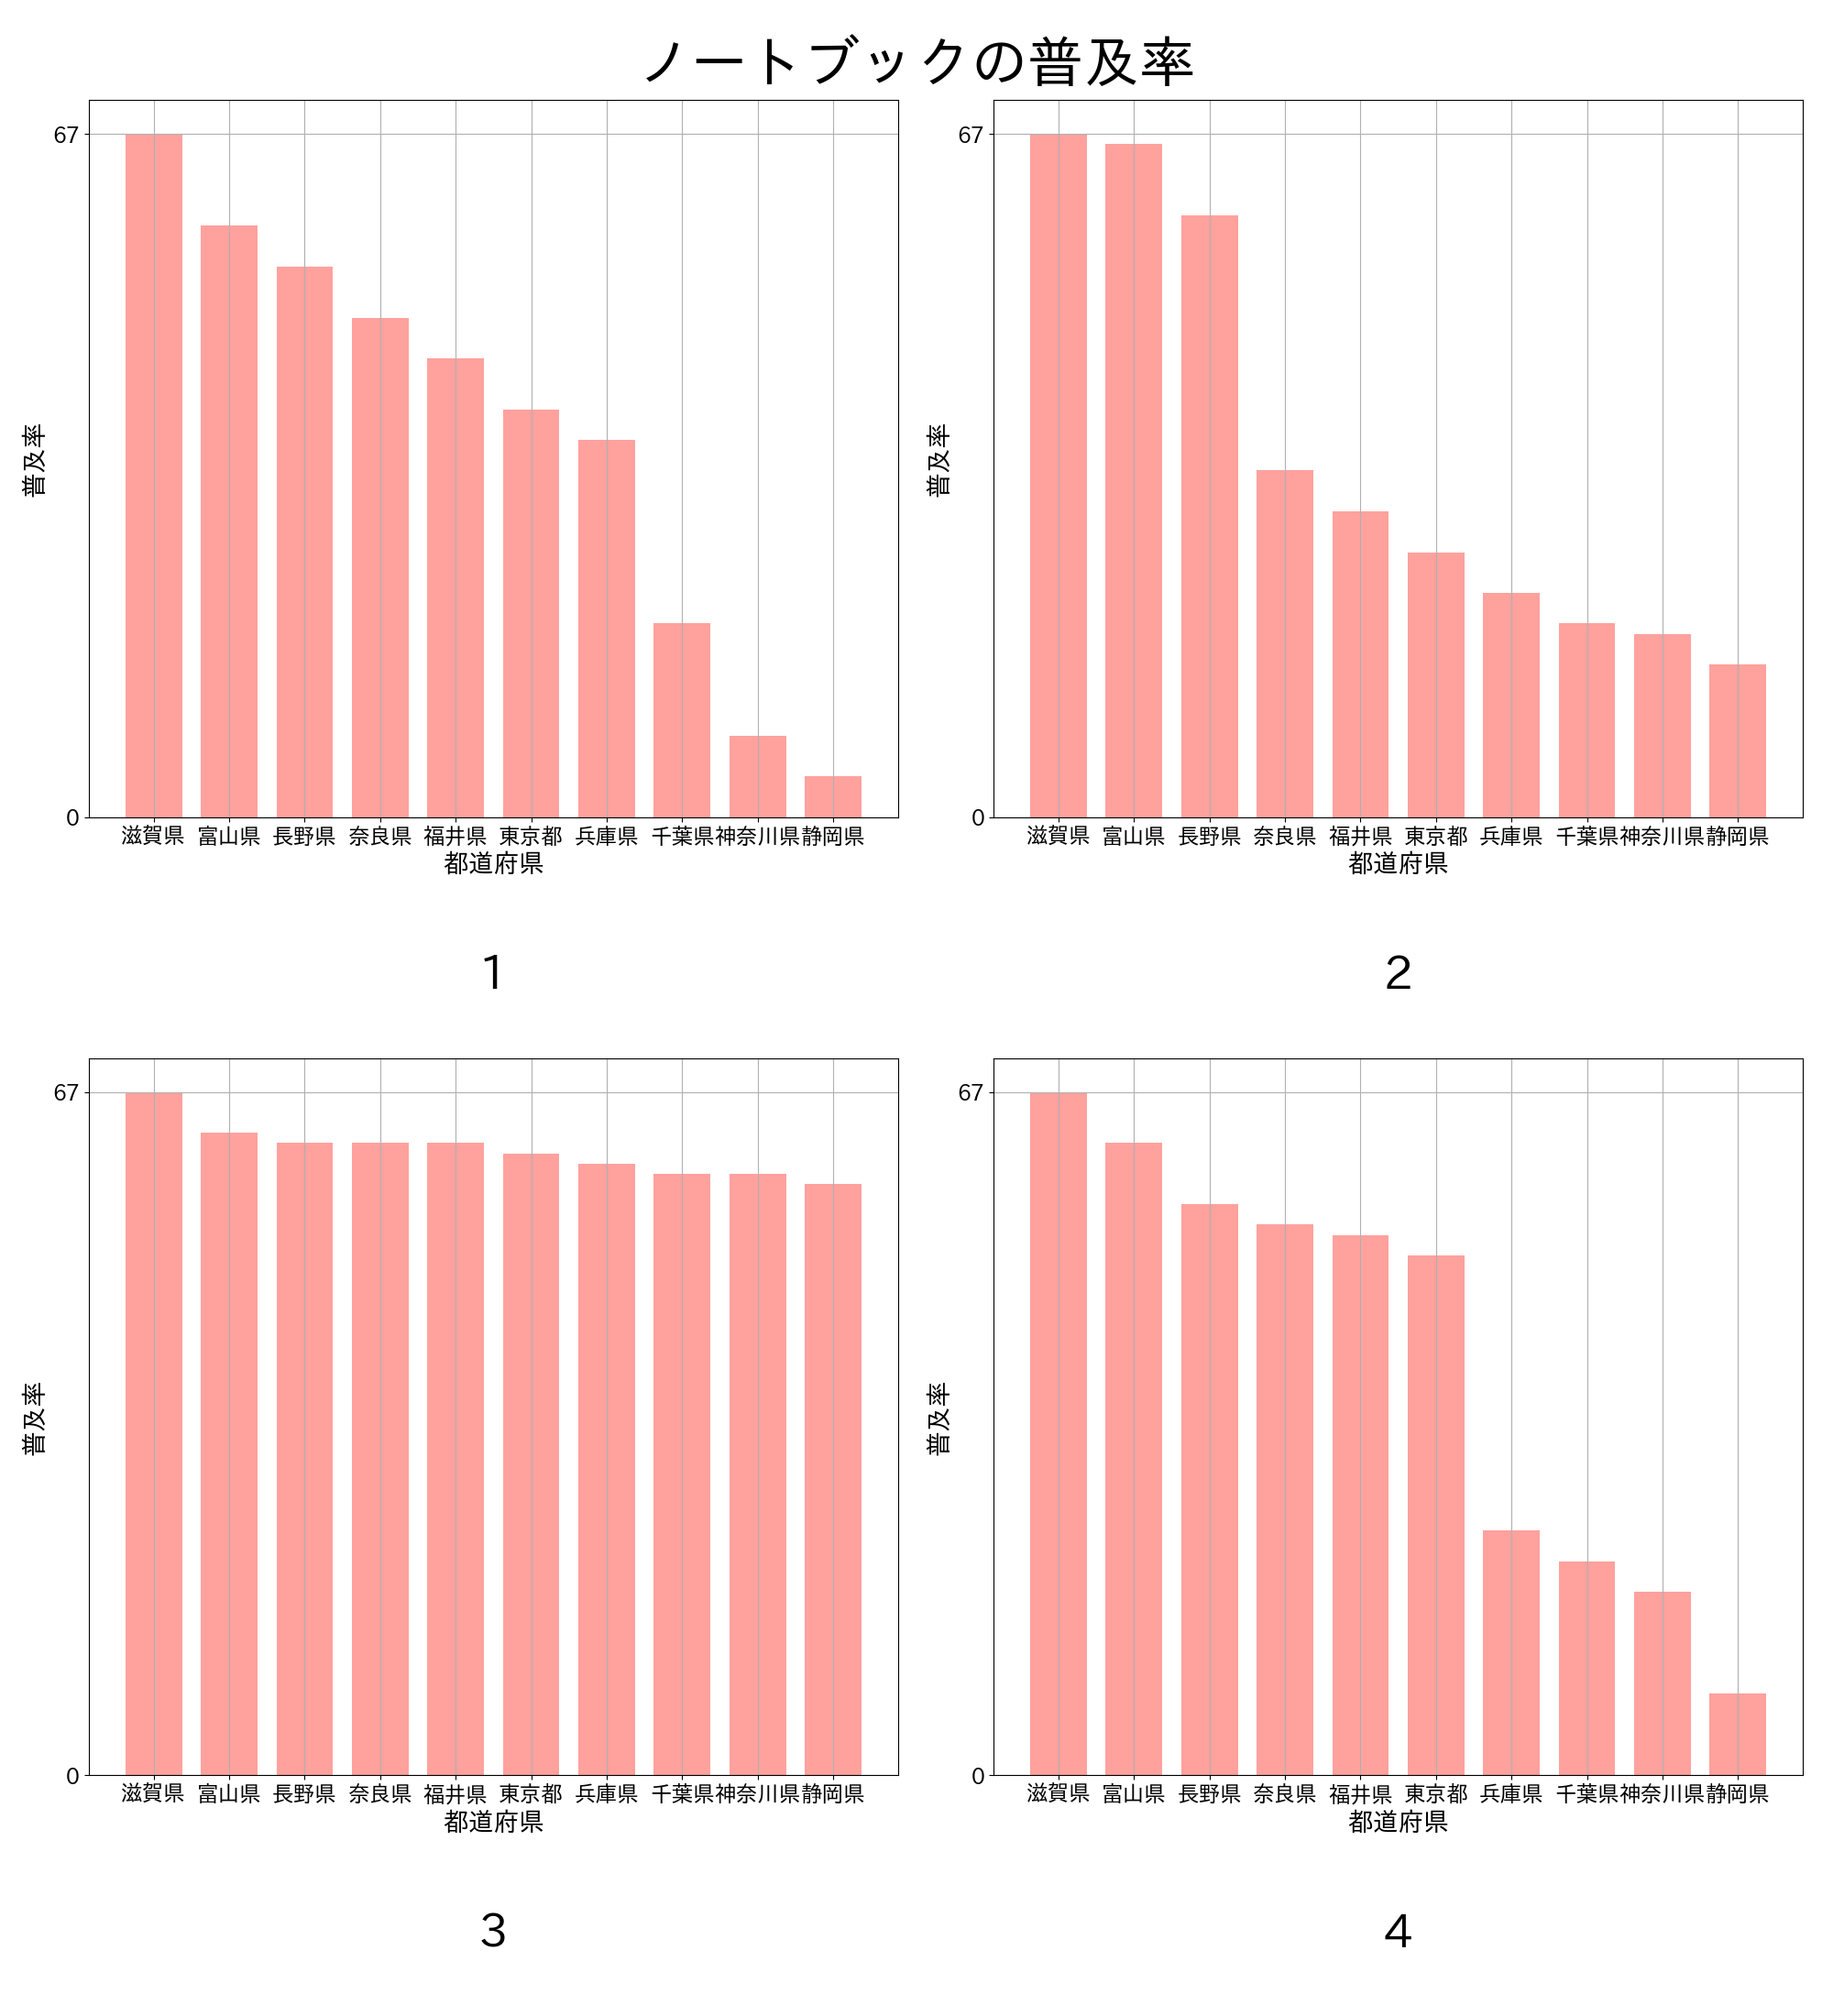 ノートブックの普及率
67
0
普及率
滋賀県 富山県 長野県 奈良県 福井県 東京都 兵庫県 千葉県 神奈川県 静岡県
都道府県
1
67
0
普及率
滋賀県 富山県 長野県 奈良県 福井県 東京都 兵庫県 千葉県 神奈川県 静岡県
都道府県
2
67
0
普及率
滋賀県 富山県 長野県 奈良県 福井県 東京都 兵庫県 千葉県 神奈川県 静岡県
都道府県
3
67
0
普及率
滋賀県 富山県 長野県 奈良県 福井県 東京都 兵庫県 千葉県 神奈川県 静岡県
都道府県
4